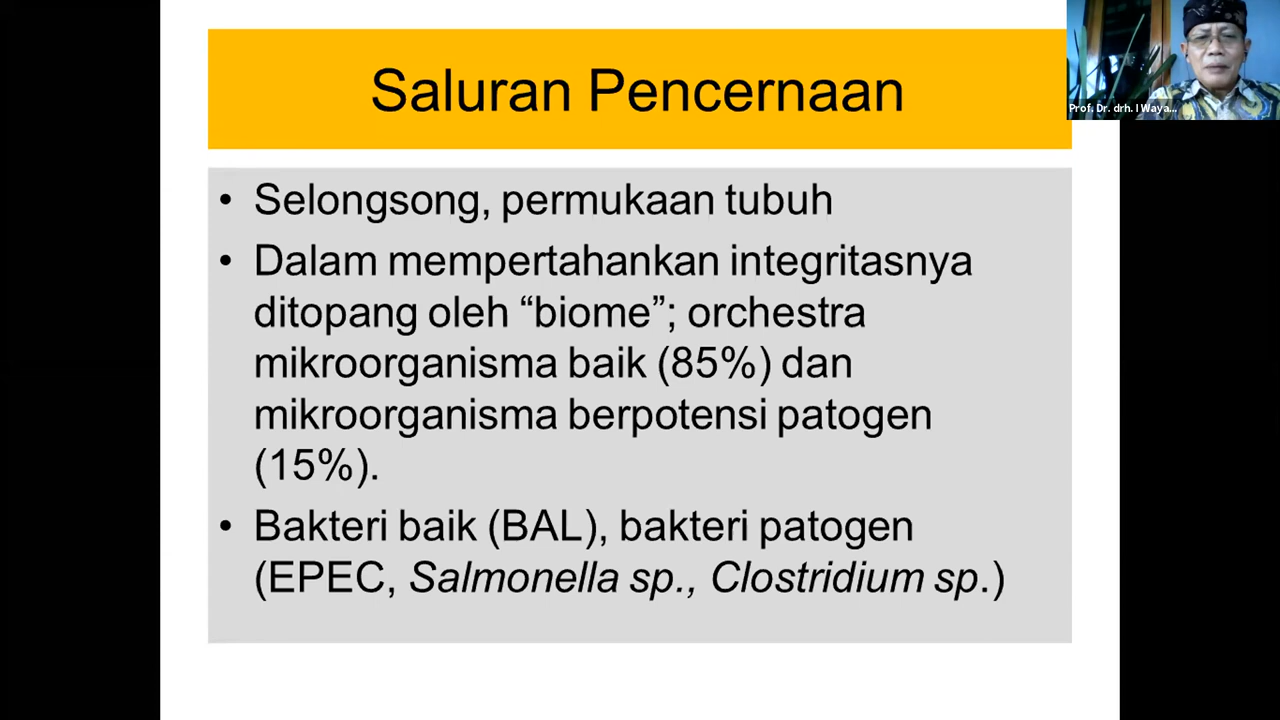 Saluran Pencernaan
Prof. Dr. drh. I Waya...
• Selongsong, permukaan tubuh
• Dalam mempertahankan integritasnya
ditopang oleh “biome”; orchestra
mikroorganisma baik (85%) dan
mikroorganisma berpotensi patogen
(15%).
• Bakteri baik (BAL), bakteri patogen
(EPEC, Salmonella sp., Clostridium sp.)